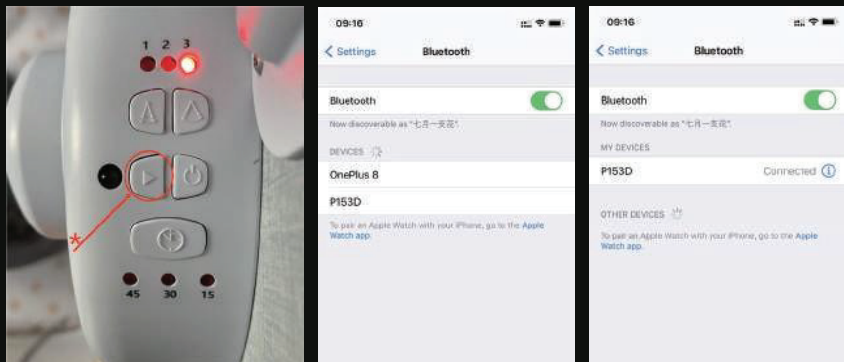 1 2 3
*
45 30 15
09:16
Settings
Bluetooth
Bluetooth
Now discoverable as "七月一支花".
DEVICES
OnePlus 8
P153D
To pair an Apple Watch with your iPhone, go to the Apple
Watch app.
09:16
Settings
Bluetooth
Bluetooth
Now discoverable as "七月一支花".
MY DEVICES
P153D Connected
OTHER DEVICES
To pair an Apple Watch with your iPhone, go to the Apple
Watch app.